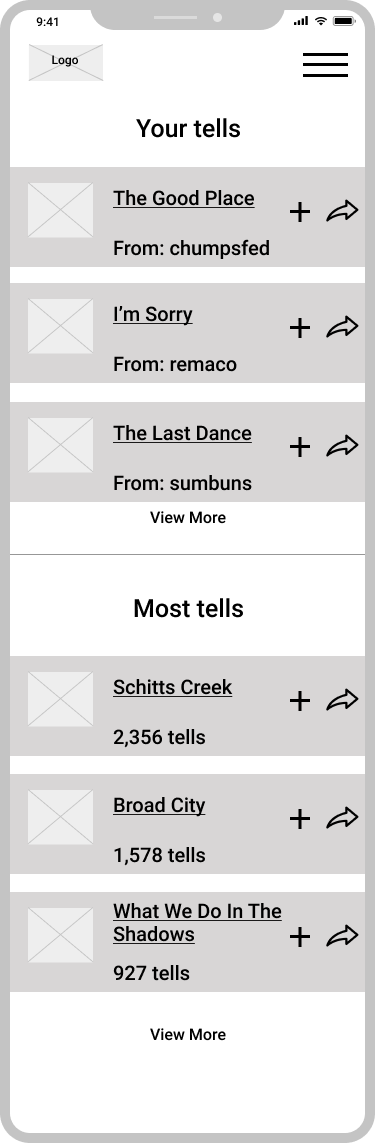 9:41
Logo
Your tells
The Good Place
From: chumpsfed
I’m Sorry
From: remaco
The Last Dance
From: sumbuns
View More
Most tells
Schitts Creek
2,356 tells
Broad City
1,578 tells
What We Do In The
Shadows
927 tells
View More